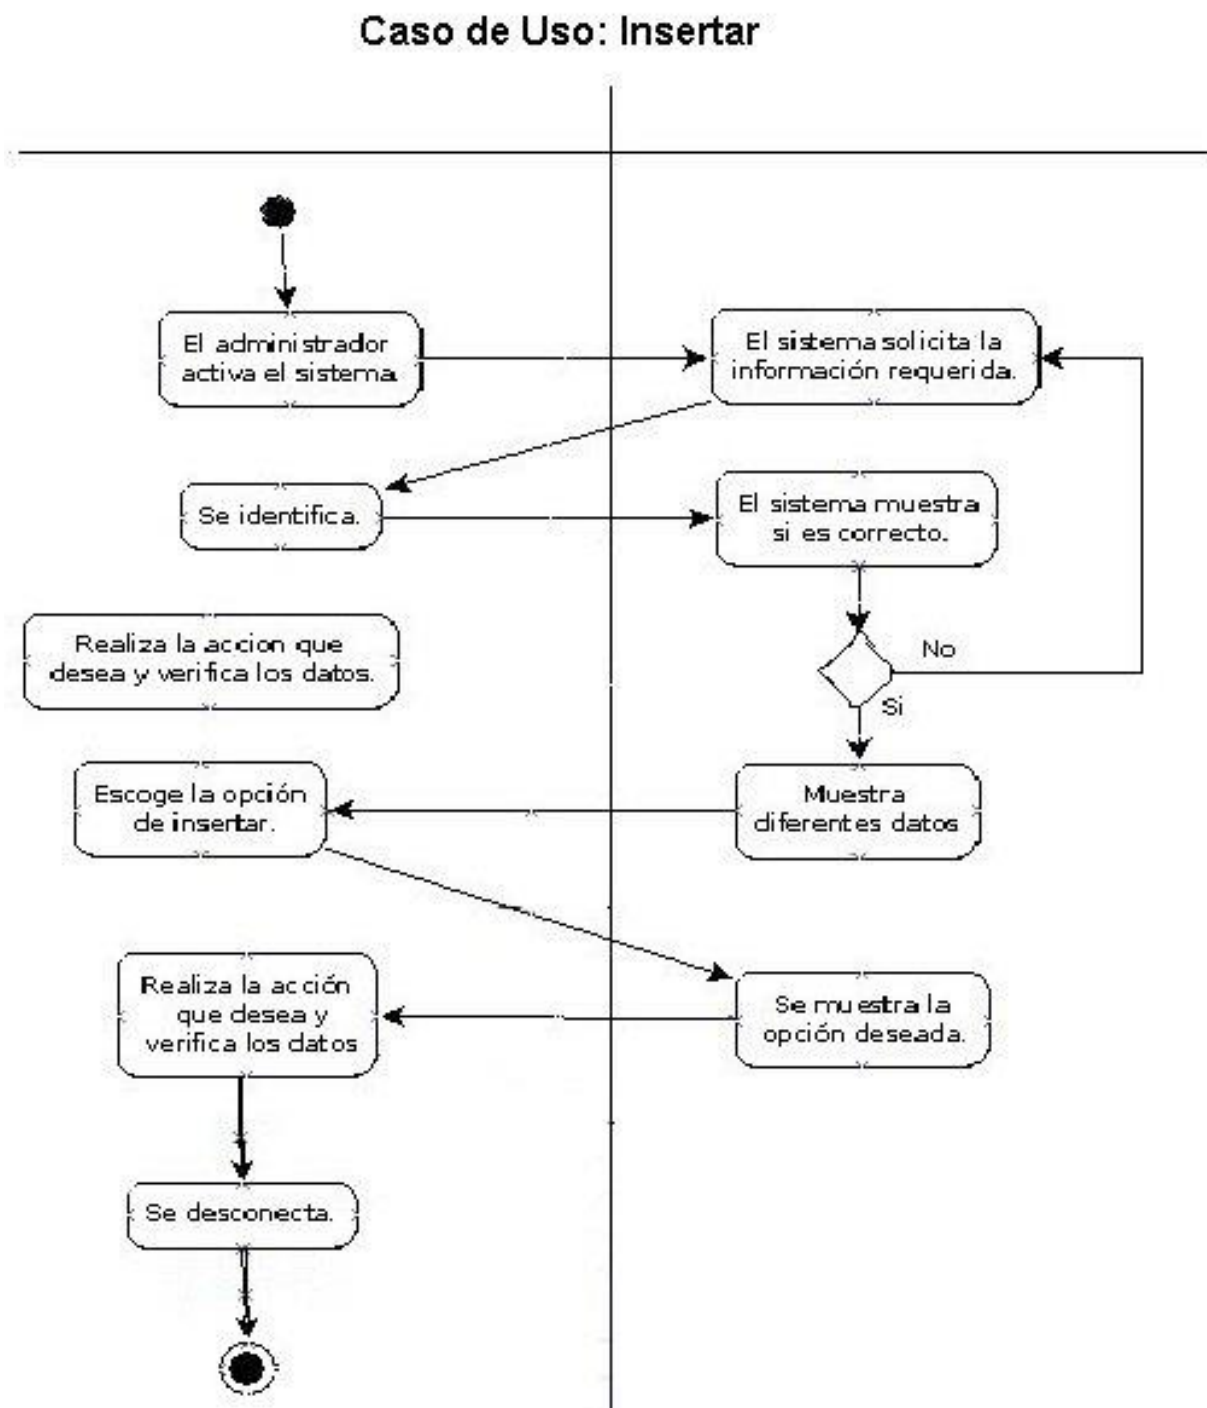 Caso de Uso: Insertar
El administrador
activa el sistema.
El sistema solicita la
información requerida.
Se identifica.
El sistema muestra
si es correcto.
Realiza la accion que
desea y verifica los datos.
No
Si
Escoge la opción
de insertar.
Muestra
diferentes datos
Realiza la acción
que desea y
verifica los datos
Se muestra la
opción deseada.
Se desconecta.